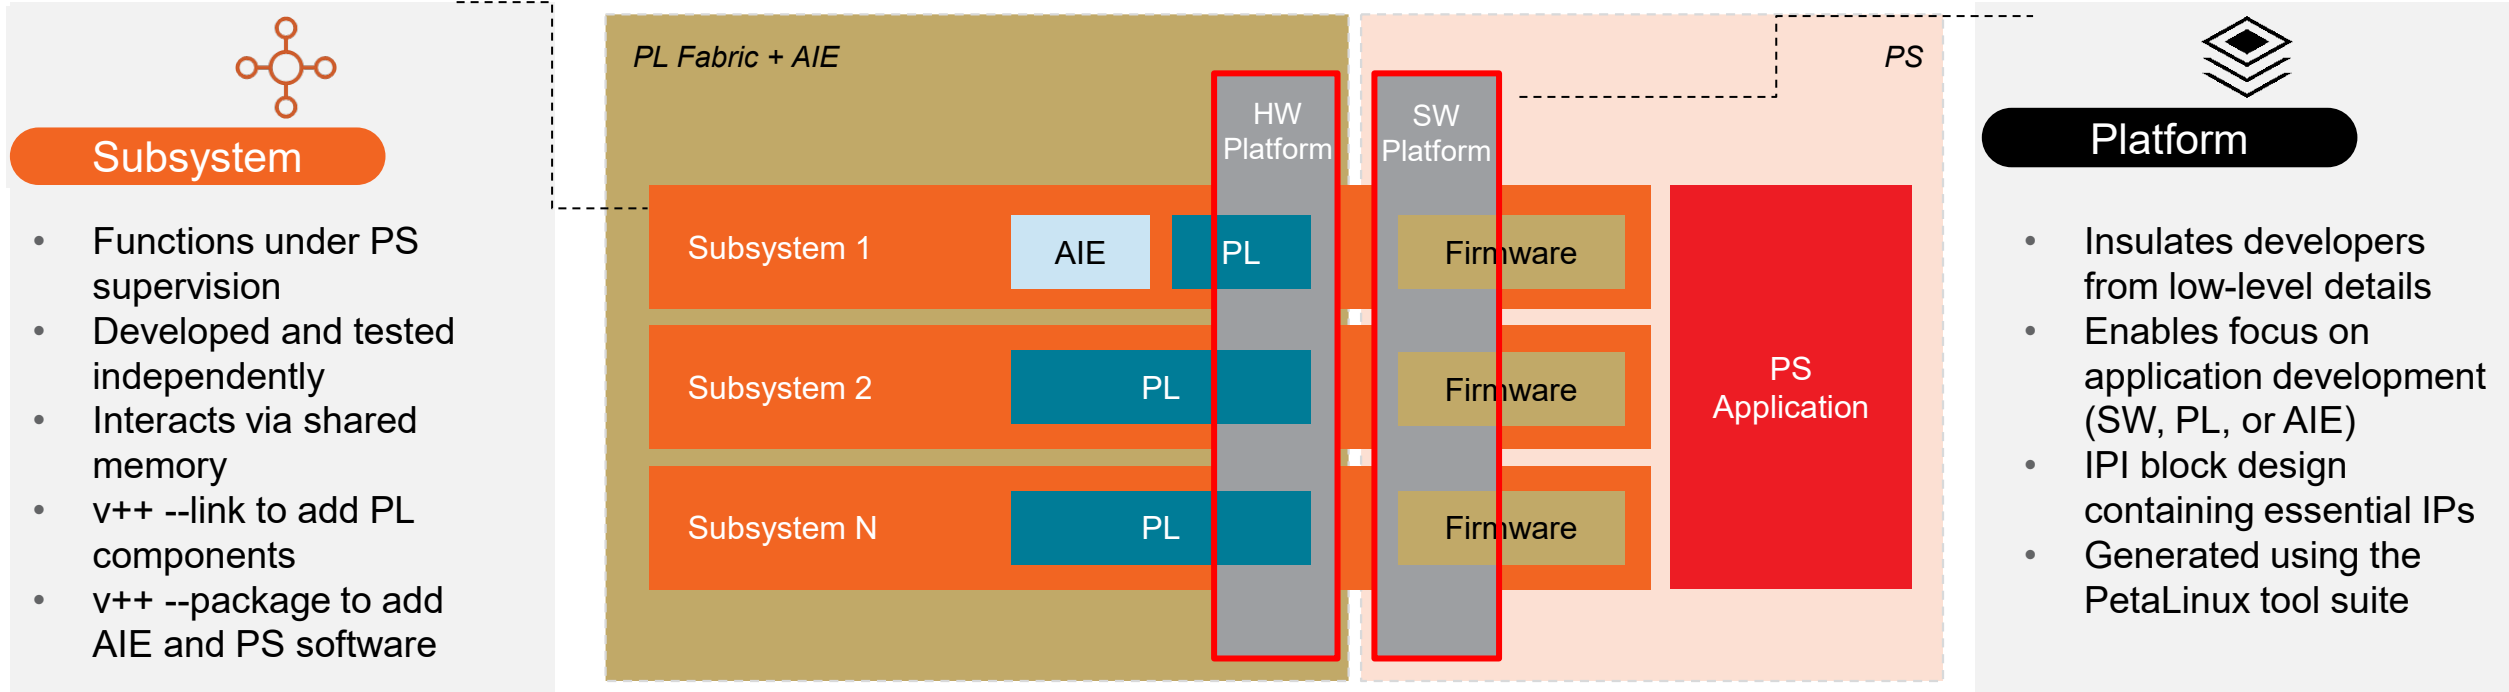 Subsystem
• Functions under PS
supervision
• Developed and tested
independently
• Interacts via shared
memory
• v++ --link to add PL
components
• v++ --package to add
AIE and PS software
PL Fabric + AIE
PS
HW
Platform
SW
Platform
Subsystem 1
AIE
PL
Firmware
Subsystem 2
PL
Firmware
Subsystem N
PL
Firmware
PS
Application
Platform
• Insulates developers
from low-level details
• Enables focus on
application development
(SW, PL, or AIE)
• IPI block design
containing essential IPs
• Generated using the
PetaLinux tool suite